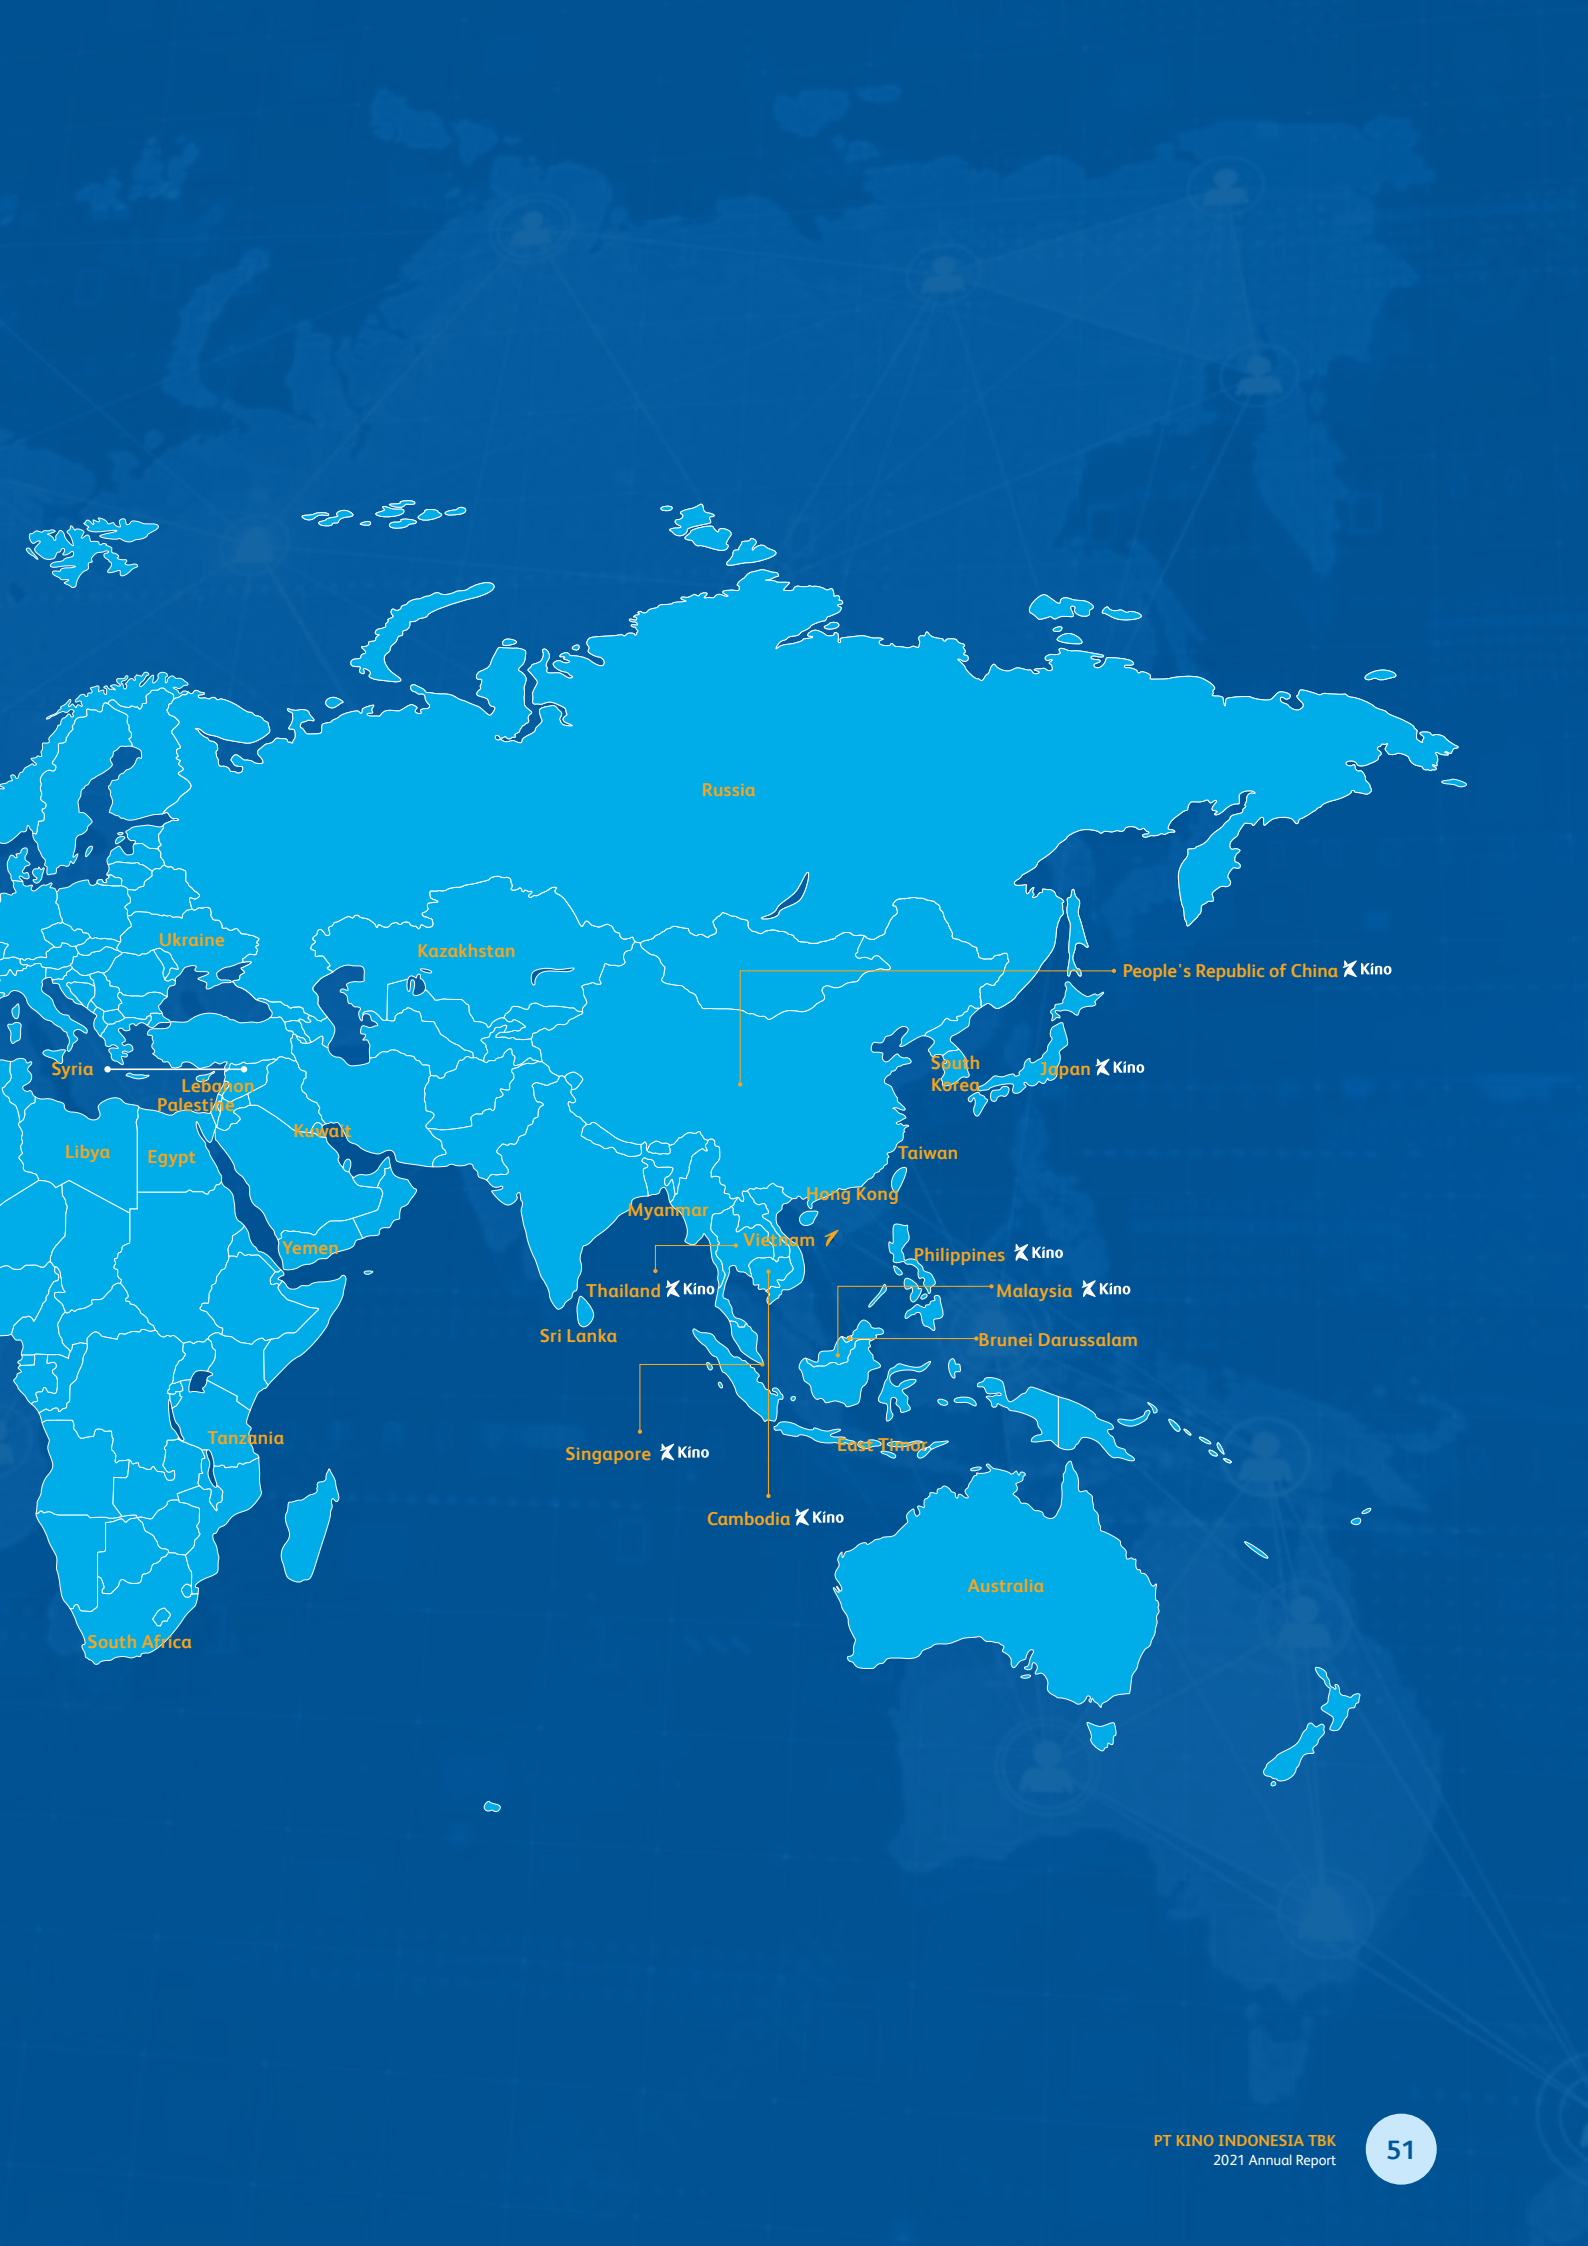 Russia
Ukraine
Kazakhstan
People's Republic of China Kino
South
Korea
Japan Kino
Syria
Lebanon
Palestine
Kuwait
Libya
Egypt
Taiwan
Hong Kong
Myanmar
Vietnam
Yemen
Philippines Kino
Thailand Kino
Malaysia Kino
Sri Lanka
Brunei Darussalam
Tanzania
East Timor
Singapore Kino
Cambodia Kino
Australia
South Africa
PT KINO INDONESIA TBK
2021 Annual Report
51